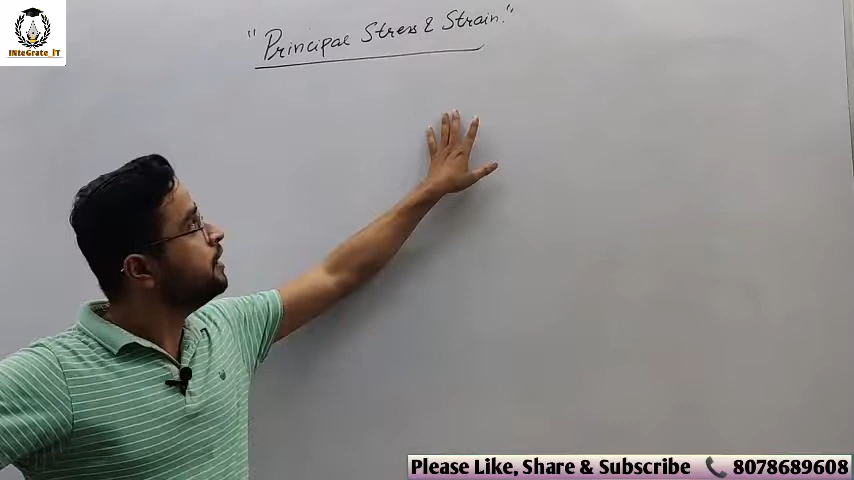 INteGrate_iT
"Principal Stress & Strain."
Please Like, Share & Subscribe 📞 8078689608